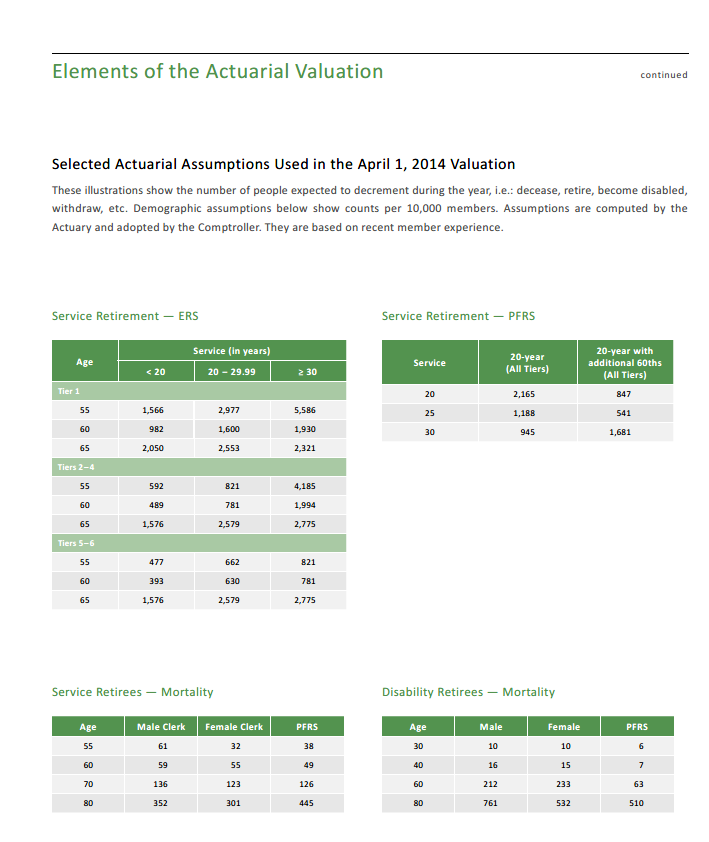 Elements of the Actuarial Valuation
continued
Selected Actuarial Assumptions Used in the April 1, 2014 Valuation
These illustrations show the number of people expected to decrement during the year, i.e.: decease, retire, become disabled,
withdraw, etc. Demographic assumptions below show counts per 10,000 members. Assumptions are computed by the
Actuary and adopted by the Comptroller. They are based on recent member experience.
Service Retirement — ERS
Age
Service (in years)
< 20 20 – 29.99 ≥ 30
Tier 1
55 1,566 2,977 5,586
60 982 1,600 1,930
65 2,050 2,553 2,321
Tiers 2–4
55 592 821 4,185
60 489 781 1,994
65 1,576 2,579 2,775
Tiers 5–6
55 477 662 821
60 393 630 781
65 1,576 2,579 2,775
Service Retirement — PFRS
Service
20-year
(All Tiers)
20-year with
additional 60ths
(All Tiers)
20 2,165 847
25 1,188 541
30 945 1,681
Service Retirees — Mortality
Age Male Clerk Female Clerk PFRS
55 61 32 38
60 59 55 49
70 136 123 126
80 352 301 445
Disability Retirees — Mortality
Age Male Female PFRS
30 10 10 6
40 16 15 7
60 212 233 63
80 761 532 510